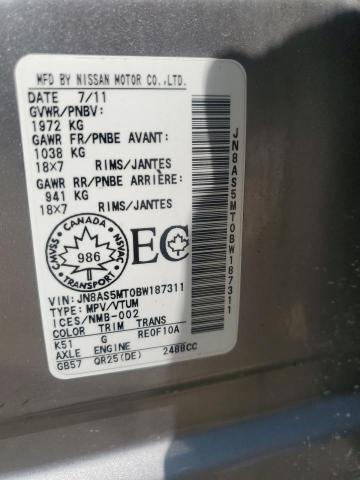 MFD BY NISSAN MOTOR CO.,LTD.
DATE 7/11
GVWR/PNBV:
1972 KG
GAWR FR/PNBE AVANT:
1038 KG
18X7 RIMS/JANTES
GAWR RR/PNBE ARRIÈRE:
941 KG
18X7 RIMS/JANTES
CANADA
CMVSS NSVAC
986
TRANSPORT
EC
VIN: JN8AS5MT0BW187311
TYPE: MPV/VTUM
ICES/NMB-002
COLOR TRIM TRANS
K51 G RE0F10A
AXLE ENGINE
GB57 QR25(DE) 2488CC
JN8AS5MT0BW187311